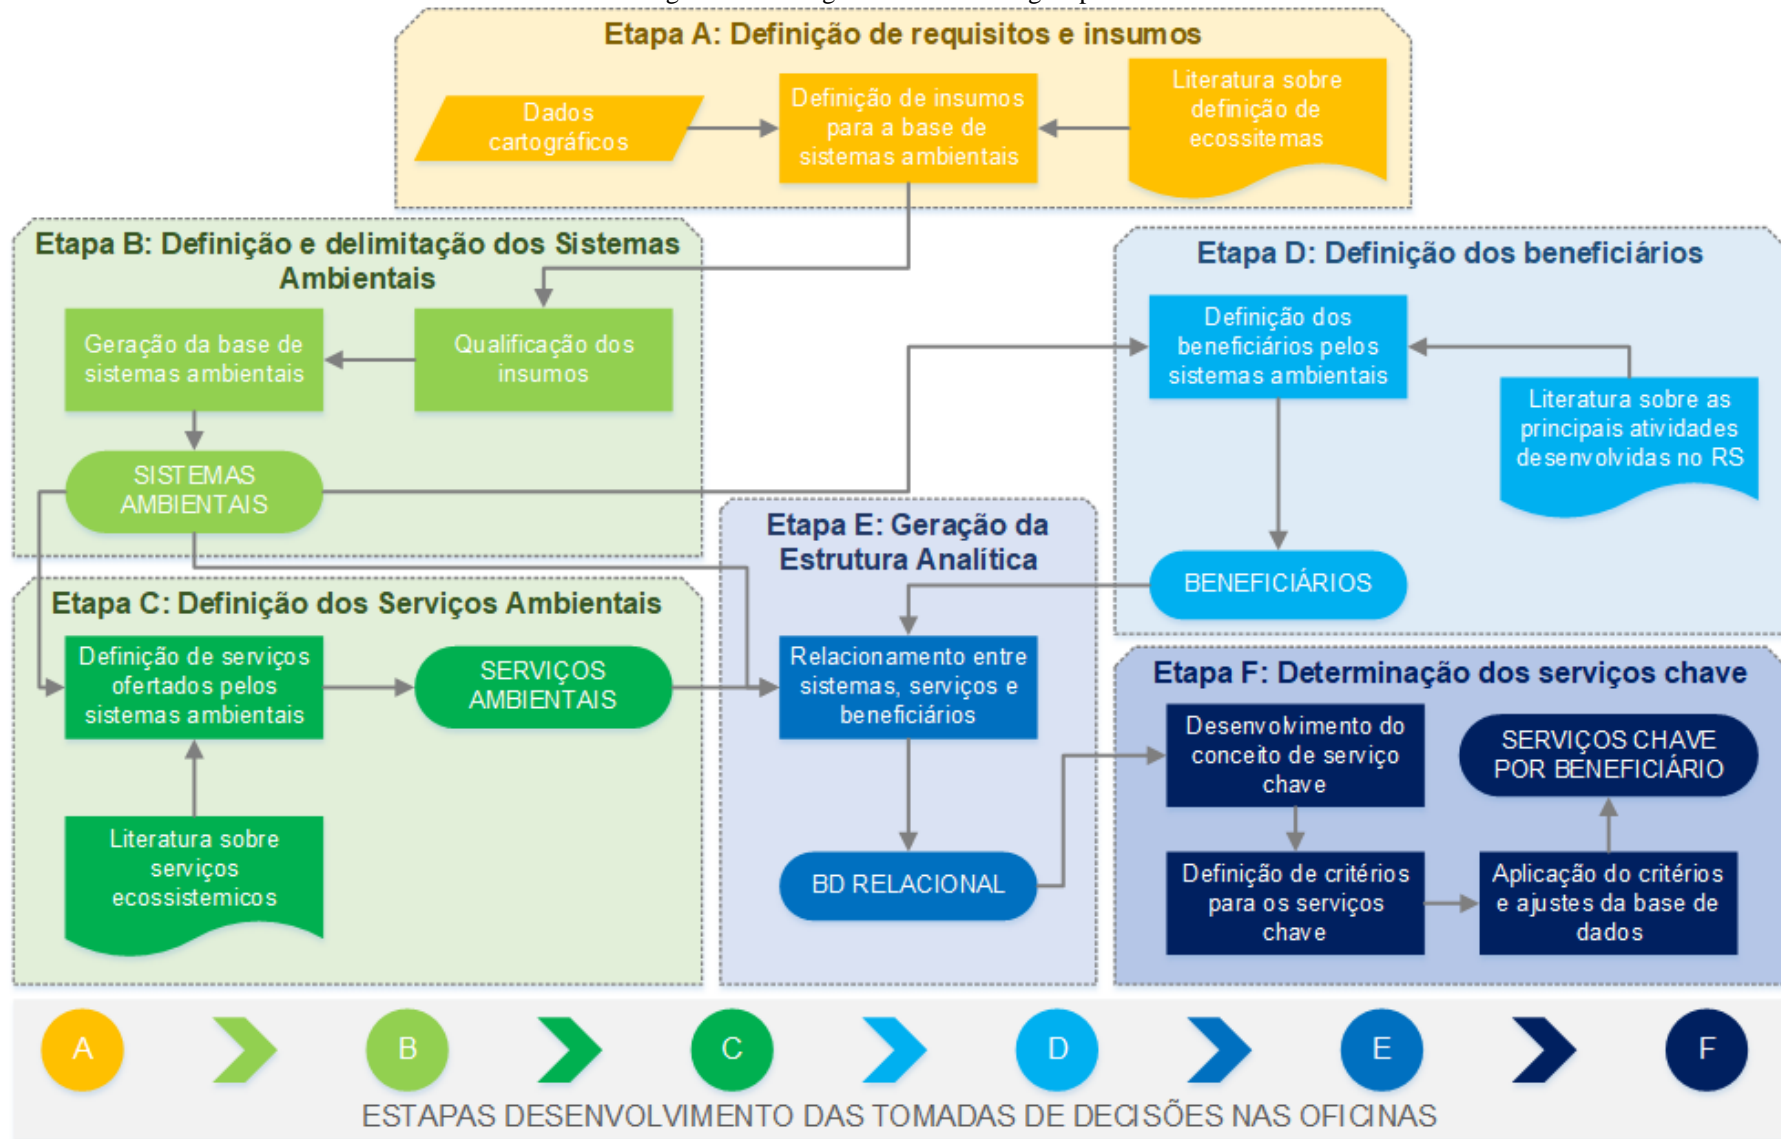 Etapa A: Definição de requisitos e insumos
Dados
cartográficos
Definição de insumos
para a base de
sistemas ambientais
Literatura sobre
definição de
ecossitemas
Etapa B: Definição e delimitação dos Sistemas
Ambientais
Geração da base de
sistemas ambientais
Qualificação dos
insumos
SISTEMAS
AMBIENTAIS
Etapa D: Definição dos beneficiários
Definição dos
beneficiários pelos
sistemas ambientais
Literatura sobre as
principais atividades
desenvolvidas no RS
BENEFICIÁRIOS
Etapa C: Definição dos Serviços Ambientais
Definição de serviços
ofertados pelos
sistemas ambientais
SERVIÇOS
AMBIENTAIS
Literatura sobre
serviços
ecossistemicos
Etapa E: Geração da
Estrutura Analítica
Relacionamento entre
sistemas, serviços e
beneficiários
BD RELACIONAL
Etapa F: Determinação dos serviços chave
Desenvolvimento do
conceito de serviço
chave
SERVIÇOS CHAVE
POR BENEFICIÁRIO
Definição de critérios
para os serviços
chave
Aplicação do critérios
e ajustes da base de
dados
A
B
C
D
E
F
ESTAPAS DESENVOLVIMENTO DAS TOMADAS DE DECISÕES NAS OFICINAS